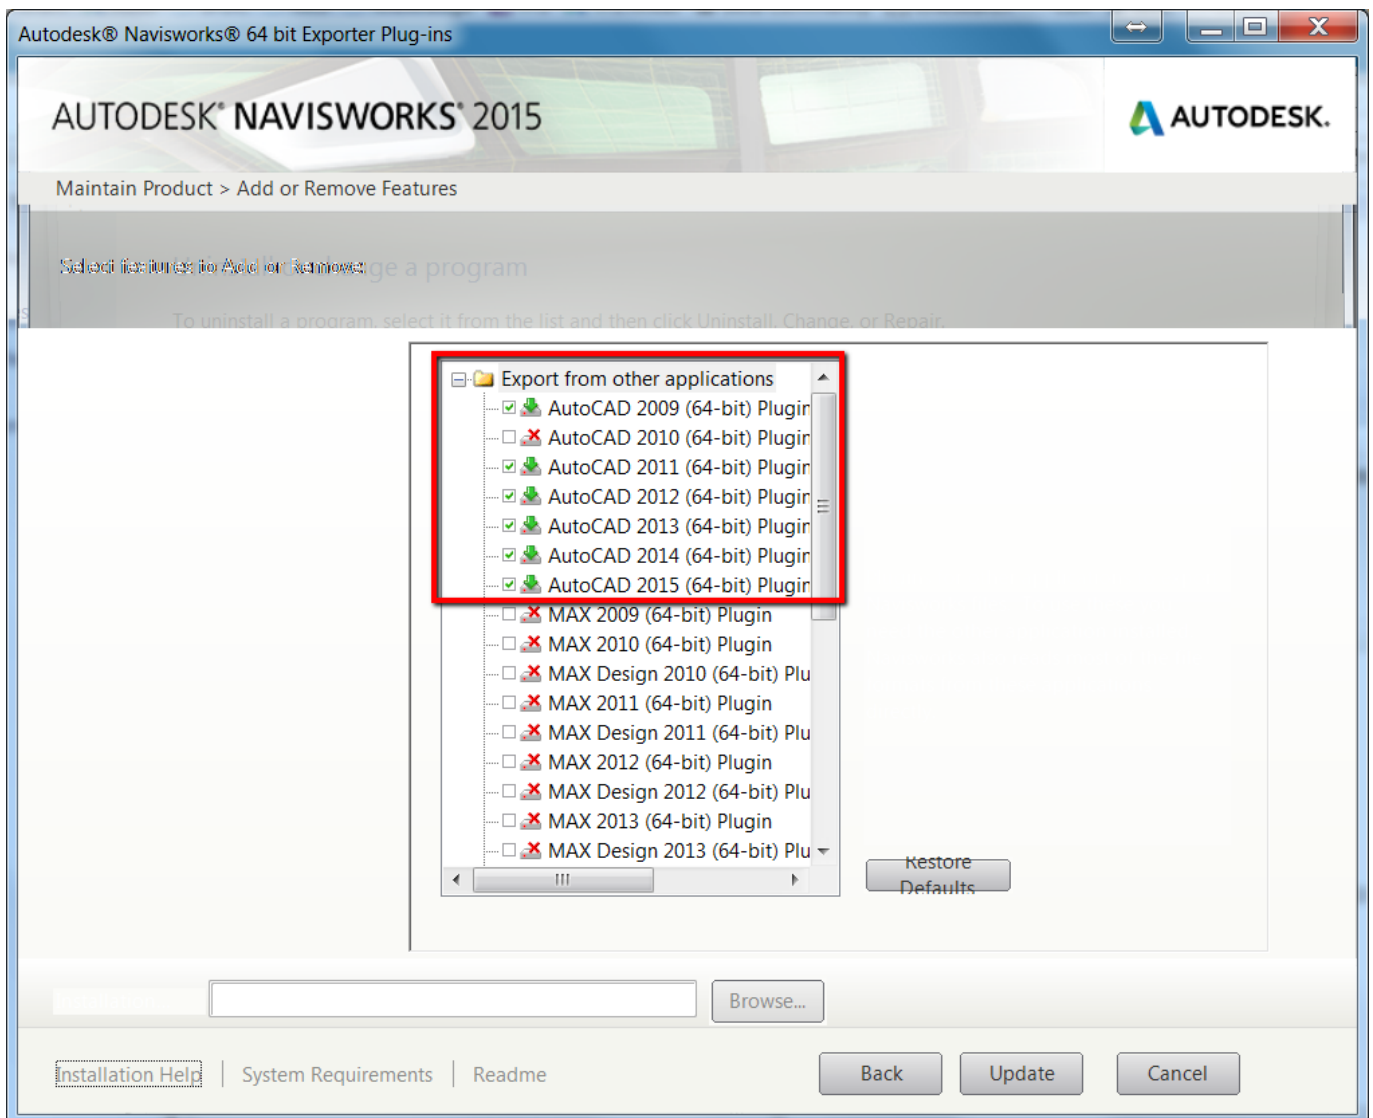 Autodesk® Navisworks® 64 bit Exporter Plug-ins
AUTODESK® NAVISWORKS® 2015
AUTODESK.
Maintain Product > Add or Remove Features
Select features to Add or Remove:
ge a program
To uninstall a program, select it from the list and then click Uninstall, Change, or Repair.
Export from other applications
AutoCAD 2009 (64-bit) Plugin
AutoCAD 2010 (64-bit) Plugin
AutoCAD 2011 (64-bit) Plugin
AutoCAD 2012 (64-bit) Plugin
AutoCAD 2013 (64-bit) Plugin
AutoCAD 2014 (64-bit) Plugin
AutoCAD 2015 (64-bit) Plugin
MAX 2009 (64-bit) Plugin
MAX 2010 (64-bit) Plugin
MAX Design 2010 (64-bit) Plu
MAX 2011 (64-bit) Plugin
MAX Design 2011 (64-bit) Plu
MAX 2012 (64-bit) Plugin
MAX Design 2012 (64-bit) Plu
MAX 2013 (64-bit) Plugin
MAX Design 2013 (64-bit) Plu
Restore
Defaults
Browse...
Installation Help
System Requirements
Readme
Back
Update
Cancel